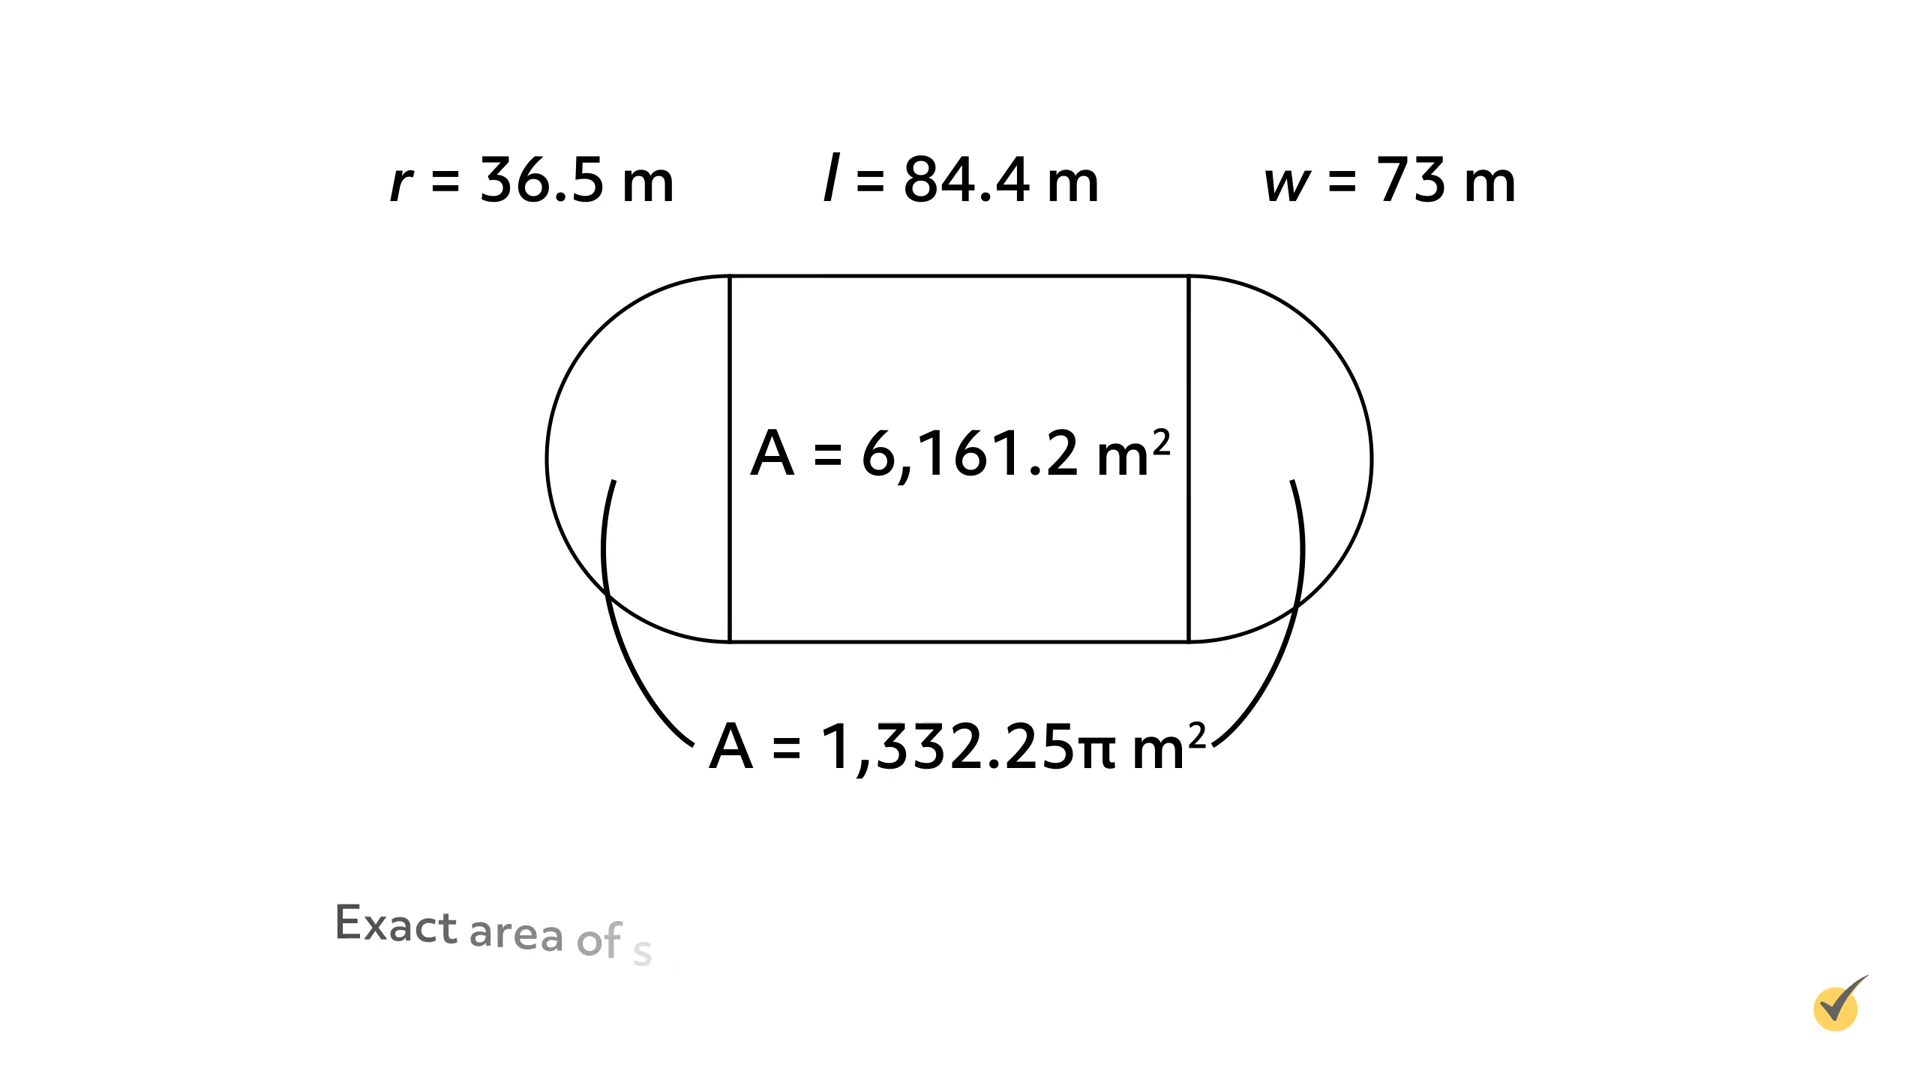 r = 36.5 m l = 84.4 m w = 73 m
A = 6,161.2 m²
A = 1,332.25π m²
Exact area of s